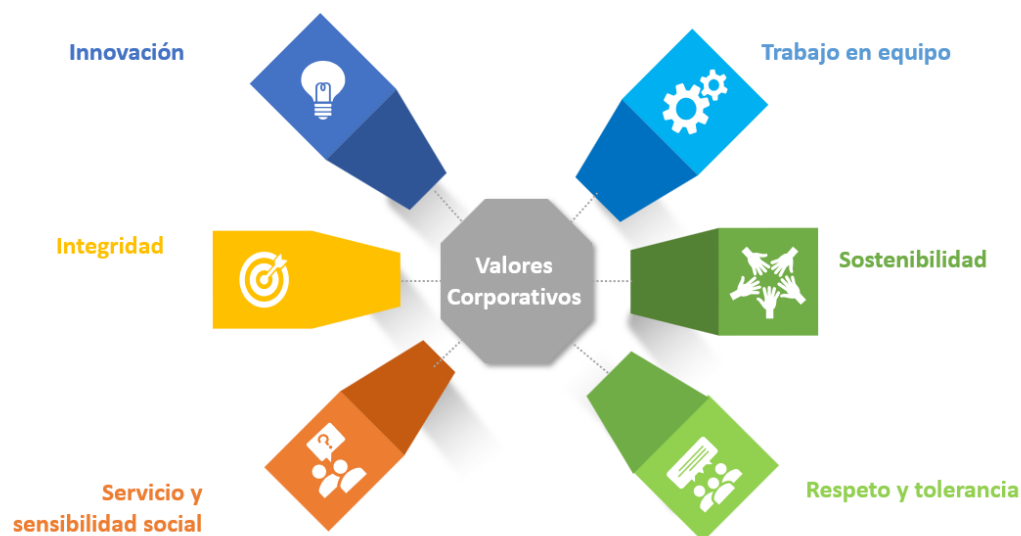 Innovación
Trabajo en equipo
Integridad
Valores
Corporativos
Sostenibilidad
Servicio y
sensibilidad social
Respeto y tolerancia
?